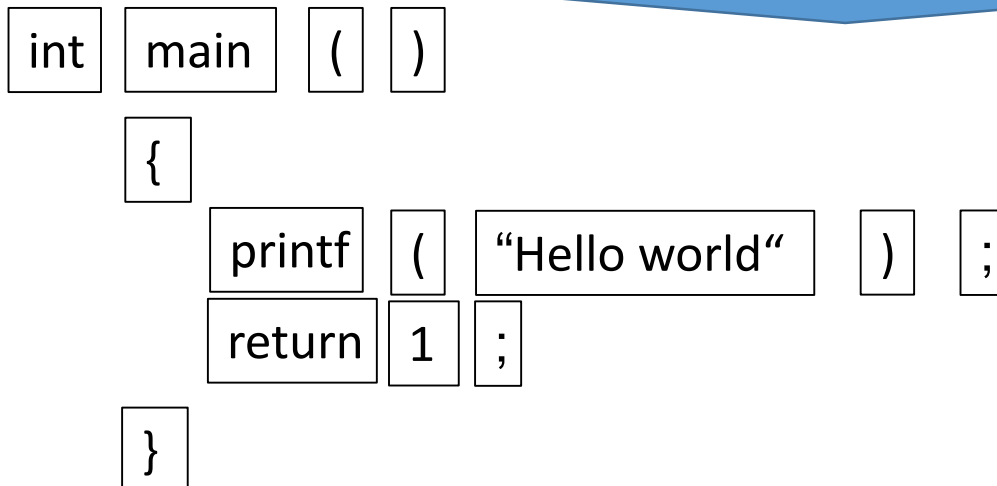 int main ( )
{
printf ( “Hello world“ ) ;
return 1 ;
}